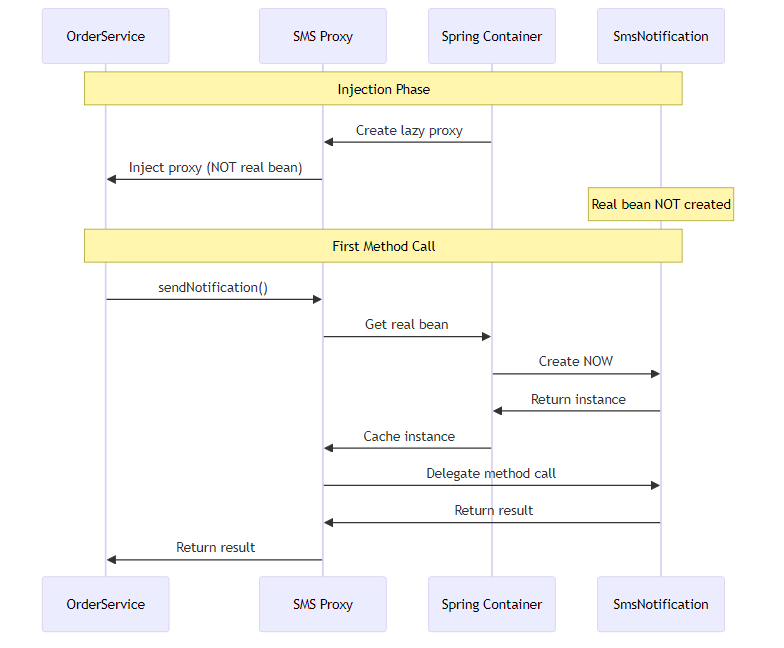 OrderService
SMS Proxy
Spring Container
SmsNotification
Injection Phase
Create lazy proxy
Inject proxy (NOT real bean)
Real bean NOT created
First Method Call
sendNotification()
Get real bean
Create NOW
Return instance
Cache instance
Delegate method call
Return result
Return result
OrderService
SMS Proxy
Spring Container
SmsNotification